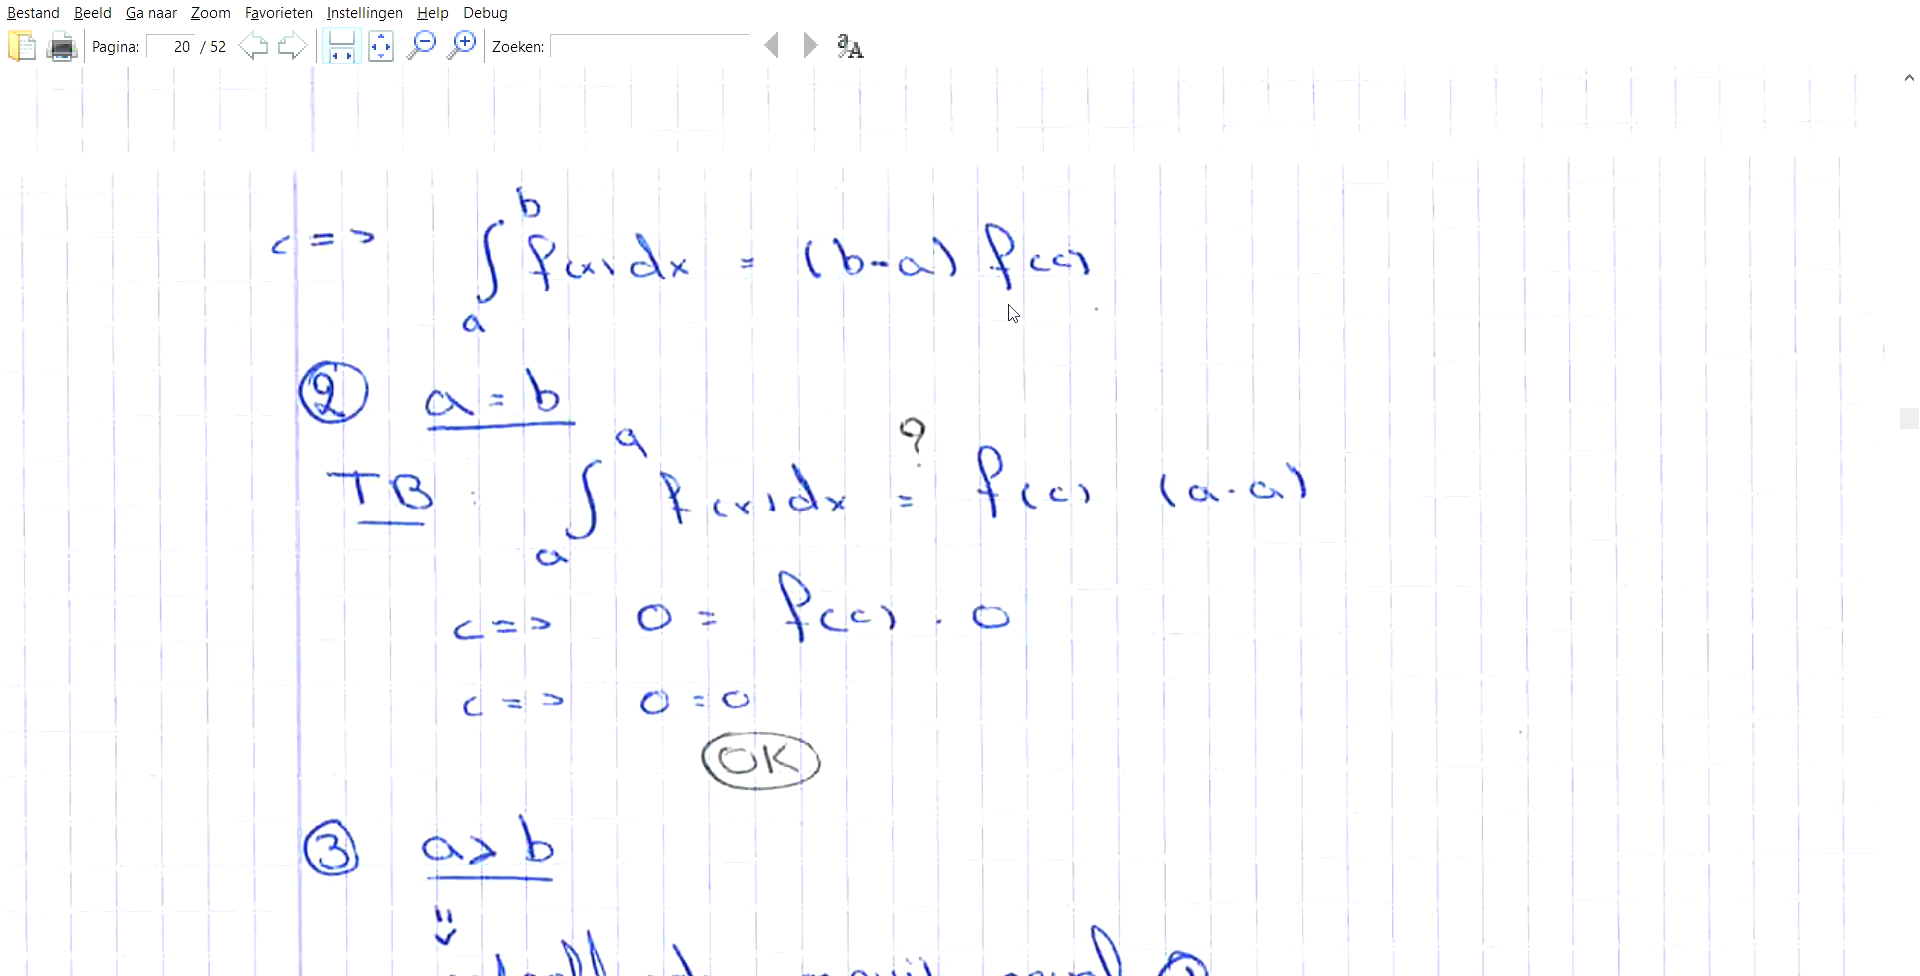 Bestand Beeld Ga naar Zoom Favorieten Instellingen Help Debug
Pagina: 20 / 52 Zoeken:
<=> ∫_a^b f(x) dx = (b-a) f(c)
② a = b
TB : ∫_a^a f(x) dx =? f(c) (a-a)
<=> 0 = f(c) . 0
<=> 0 = 0
OK
③ a > b
⇓